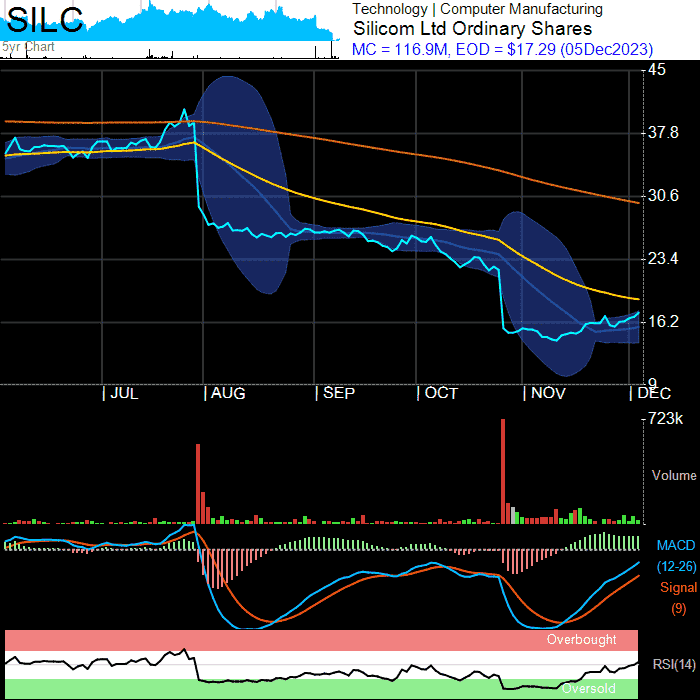 SILC
5yr Chart
Technology | Computer Manufacturing
Silicom Ltd Ordinary Shares
MC = 116.9M, EOD = $17.29 (05Dec2023)
45
37.8
30.6
23.4
16.2
9
JUL AUG SEP OCT NOV DEC
723k
Volume
MACD
(12-26)
Signal
(9)
Overbought
RSI(14)
Oversold